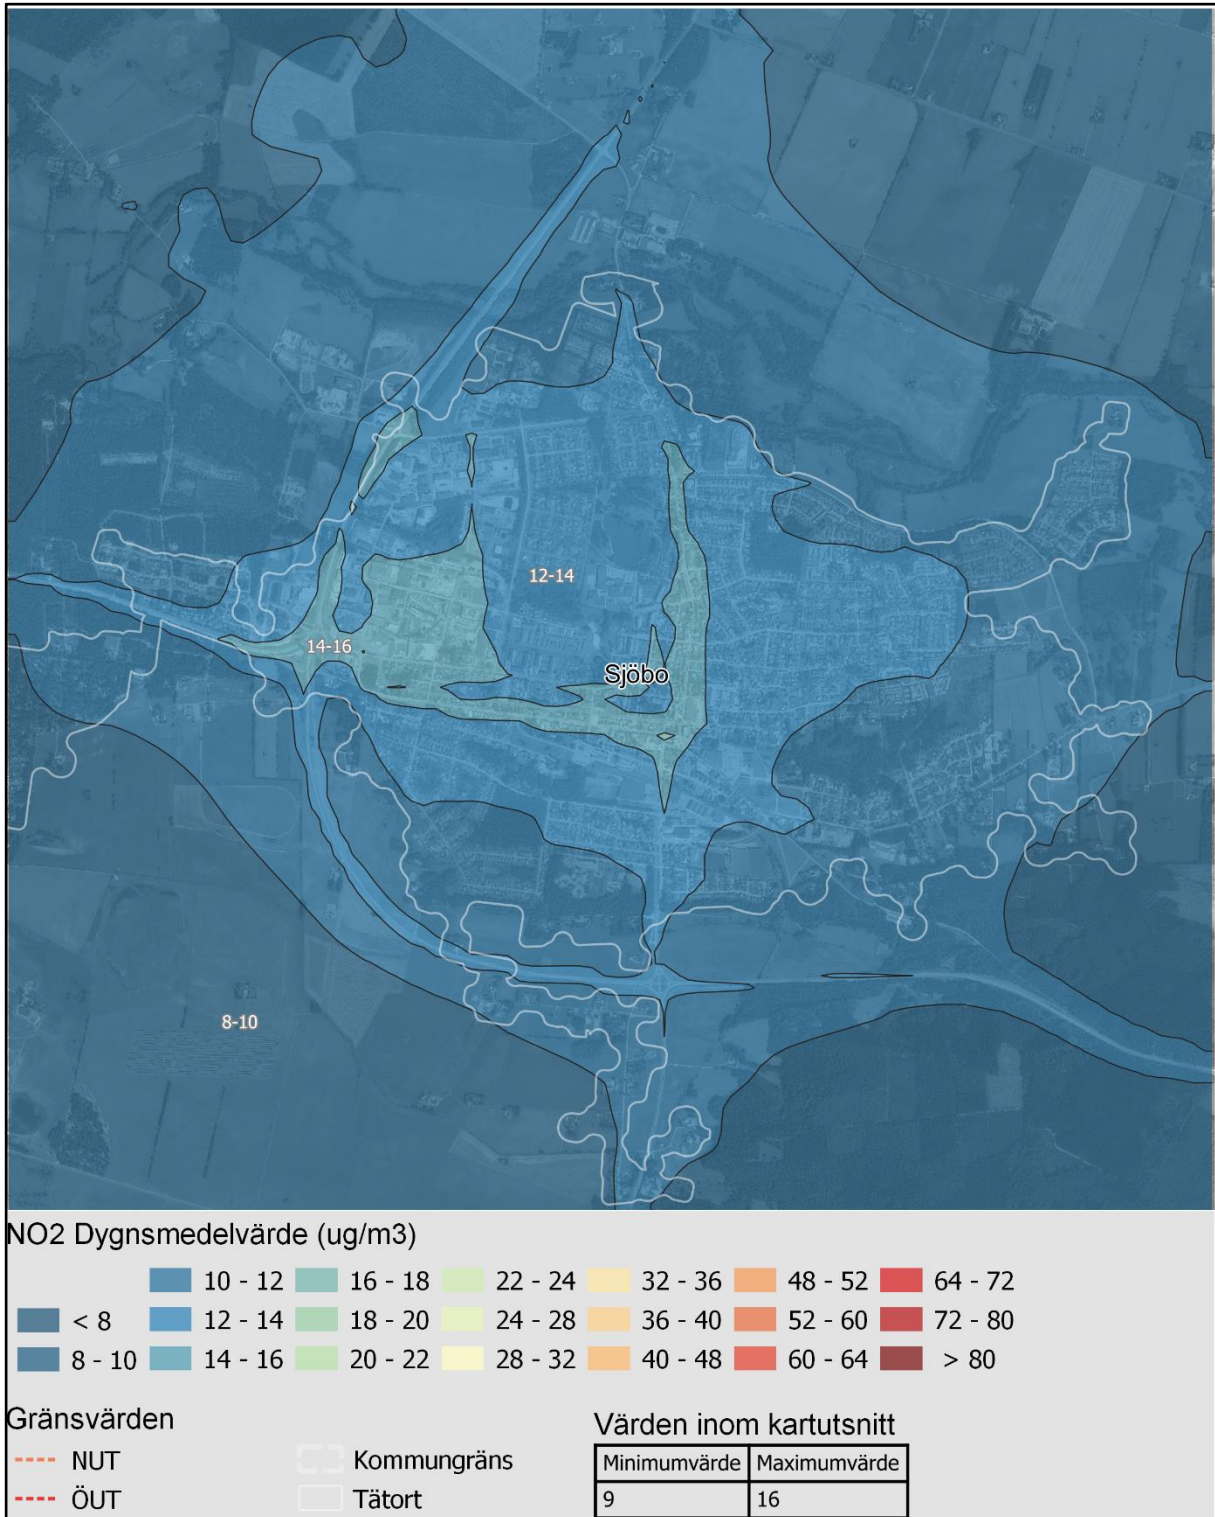 12-14
14-16
Sjöbo
8-10
NO2 Dygnsmedelvärde (ug/m3)
10 - 12 16 - 18 22 - 24 32 - 36 48 - 52 64 - 72
< 8 12 - 14 18 - 20 24 - 28 36 - 40 52 - 60 72 - 80
8 - 10 14 - 16 20 - 22 28 - 32 40 - 48 60 - 64 > 80
Gränsvärden
NUT Kommungräns
ÖUT Tätort
Värden inom kartutsnitt
Minimumvärde Maximumvärde
9 16